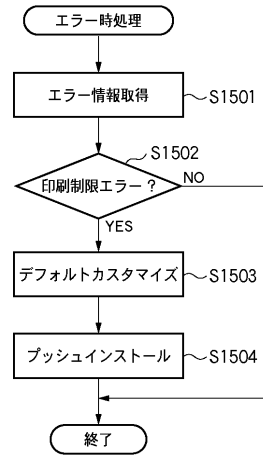 エラー時処理
エラー情報取得
S1501
S1502
印刷制限エラー？
NO
YES
デフォルトカスタマイズ
S1503
プッシュインストール
S1504
終了